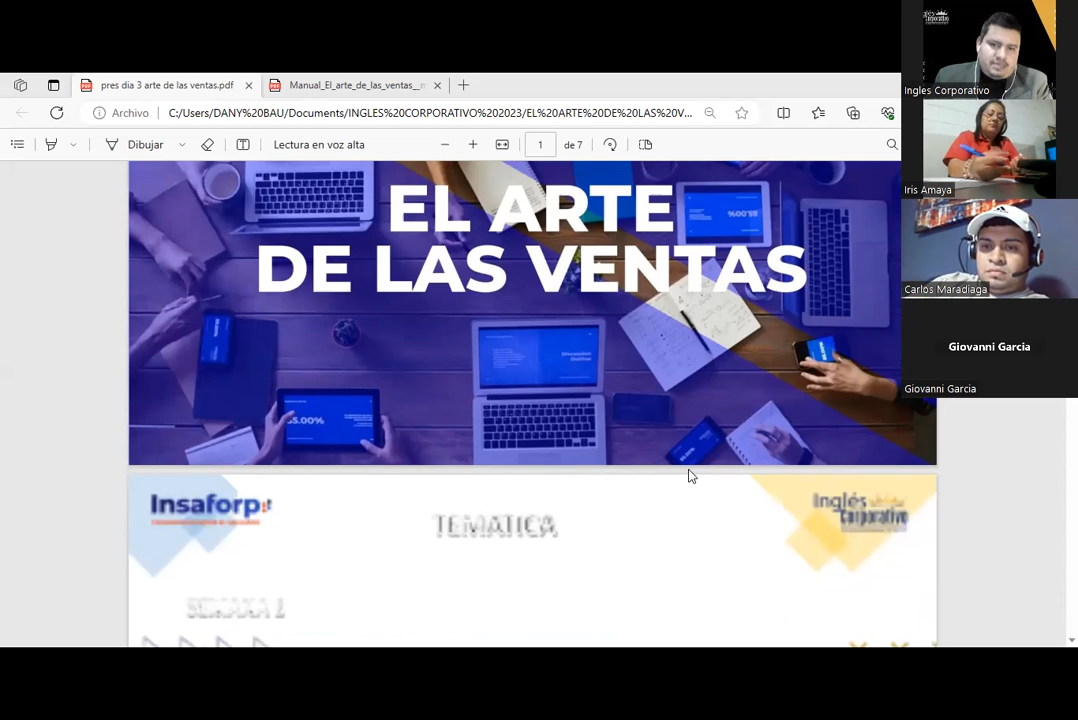 pres dia 3 arte de las ventas.pdf
Manual_El_arte_de_las_ventas__m
Archivo
C:/Users/DANY%20BAU/Documents/INGLES%20CORPORATIVO%202023/EL%20ARTE%20DE%20LAS%20V...
Dibujar
Lectura en voz alta
1 de 7
EL ARTE
DE LAS VENTAS
Insaforp
TEMATICA
Inglés
Corporativo
Ingles Corporativo
Iris Amaya
Carlos Maradiaga
Giovanni Garcia
Giovanni Garcia